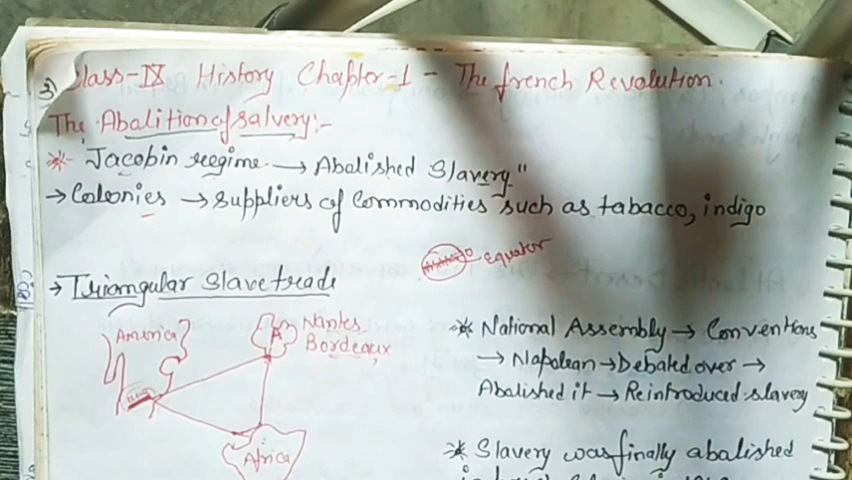 3) Class-IX History Chapter-1 - The french Revolution.
The Abalition of salvery:-
* Jacobin reegime → Abalished Slavery"
→ Colonies → suppliers of Commodities such as tabacco, indigo
equator
→ Triangular Slave trade
America
Nantes
Bordeaux,
Africa
* National Assembly → Conventions
→ Napolean → Debated over →
Abalished it → Reintroduced slavery
* Slavery was finally abalished